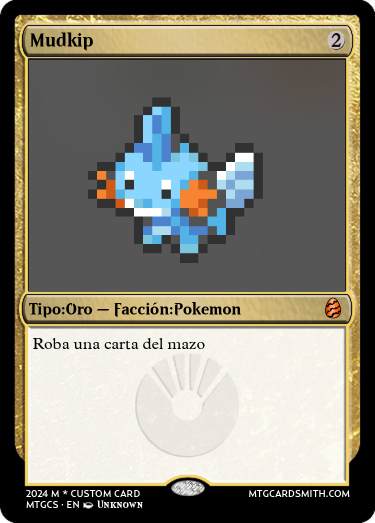 Mudkip 2
Tipo:Oro — Facción:Pokemon
Roba una carta del mazo
2024 M * CUSTOM CARD MTGCARDSMITH.COM
MTGCS · EN Unknown